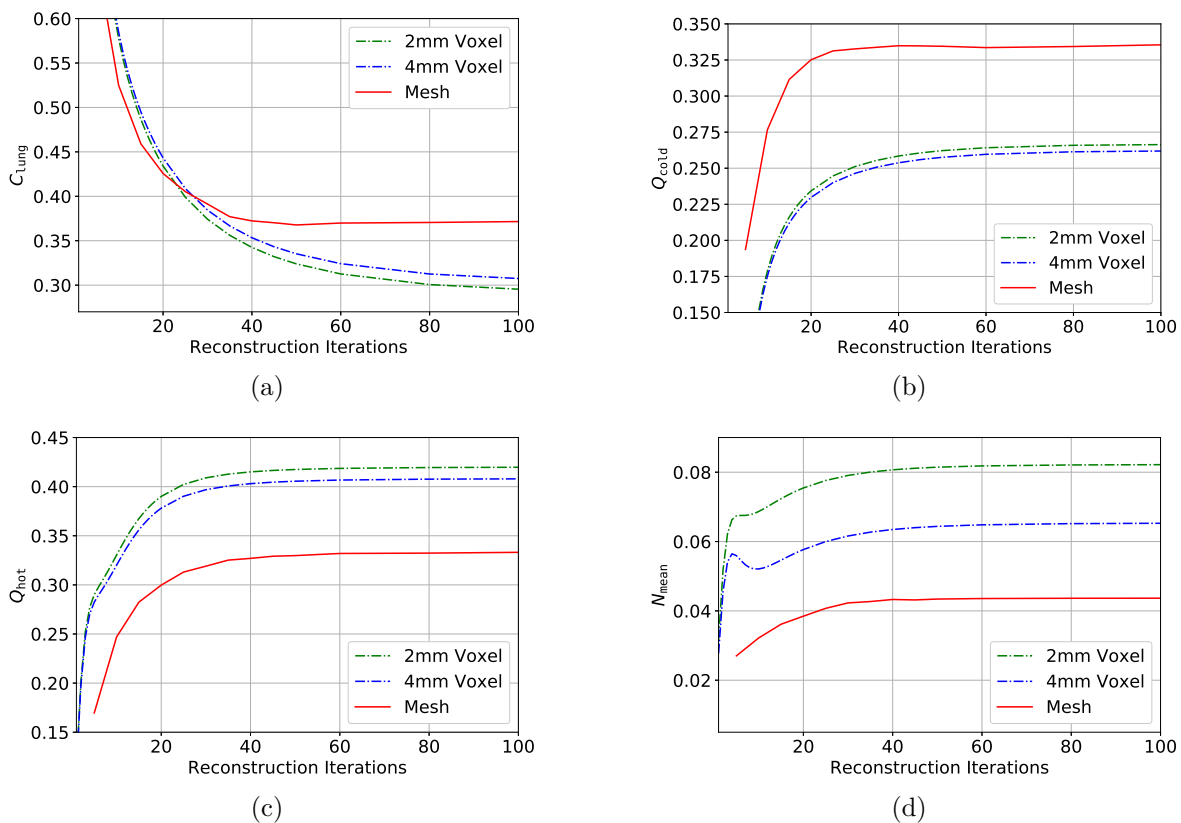 0.60
0.55
0.50
0.45
0.40
0.35
0.30
C_lung
2mm Voxel
4mm Voxel
Mesh
20 40 60 80 100
Reconstruction Iterations
(a)
0.350
0.325
0.300
0.275
0.250
0.225
0.200
0.175
0.150
Q_cold
2mm Voxel
4mm Voxel
Mesh
20 40 60 80 100
Reconstruction Iterations
(b)
0.45
0.40
0.35
0.30
0.25
0.20
0.15
Q_hot
2mm Voxel
4mm Voxel
Mesh
20 40 60 80 100
Reconstruction Iterations
(c)
0.08
0.06
0.04
0.02
N_mean
2mm Voxel
4mm Voxel
Mesh
20 40 60 80 100
Reconstruction Iterations
(d)